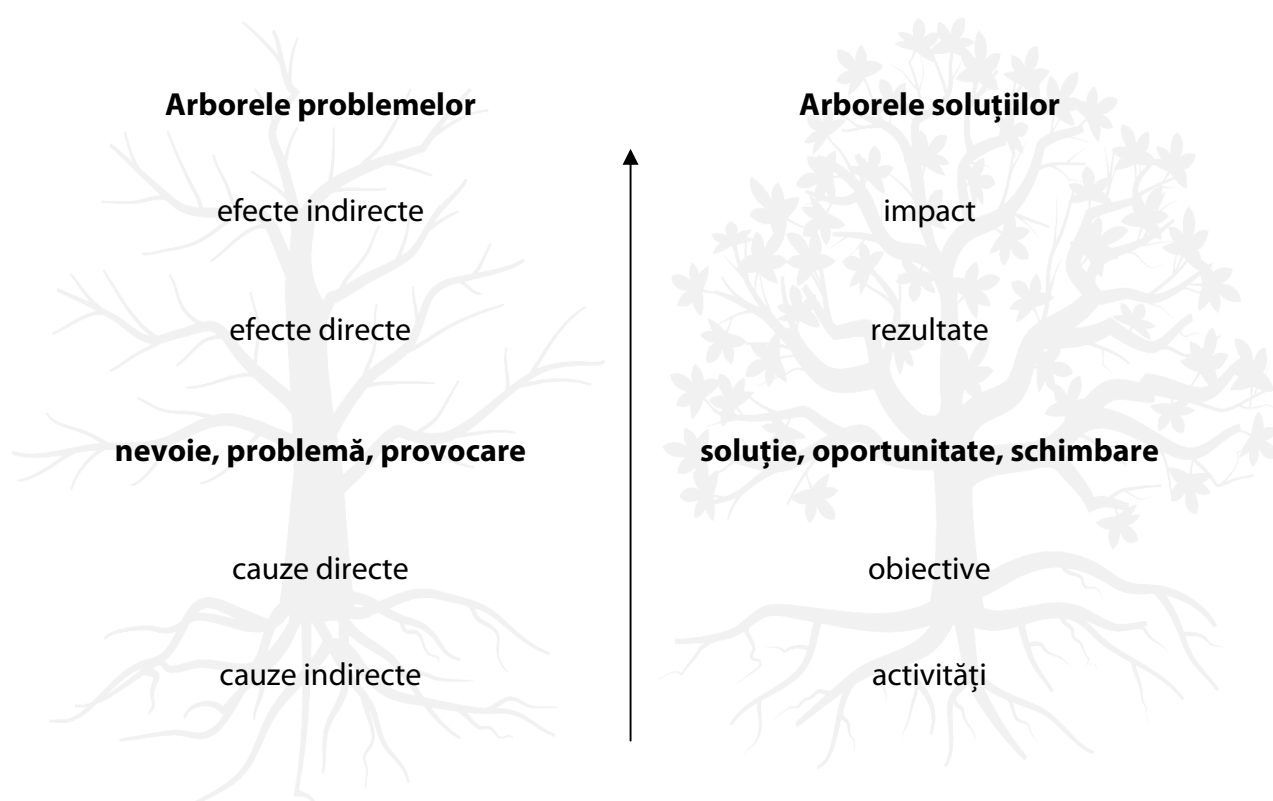 Arborele problemelor
Arborele soluțiilor
efecte indirecte
impact
efecte directe
rezultate
nevoie, problemă, provocare
soluție, oportunitate, schimbare
cauze directe
obiective
cauze indirecte
activități